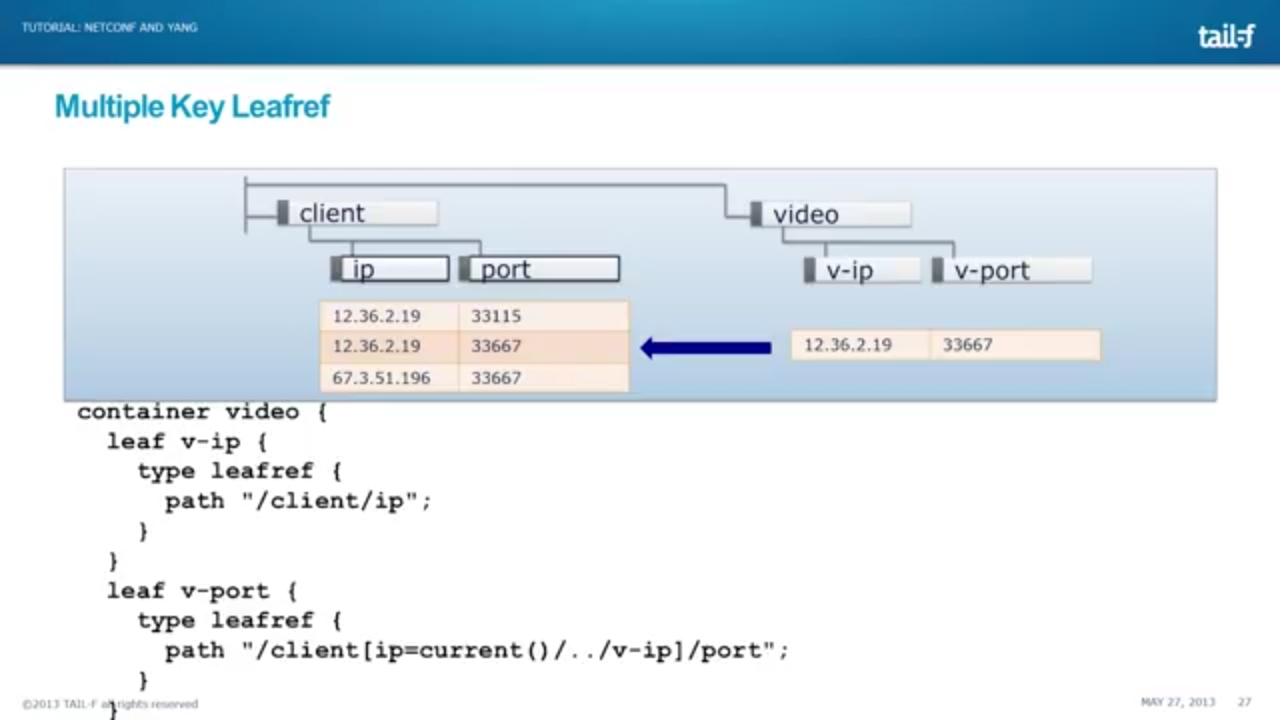 TUTORIAL: NETCONF AND YANG
tail-f
Multiple Key Leafref
client
video
ip
port
v-ip
v-port
12.36.2.19 33115
12.36.2.19 33667
12.36.2.19 33667
67.3.51.196 33667
container video {
  leaf v-ip {
    type leafref {
      path "/client/ip";
    }
  }
  leaf v-port {
    type leafref {
      path "/client[ip=current()/../v-ip]/port";
    }
  }
©2013 TAIL-F all rights reserved
MAY 27, 2013 27